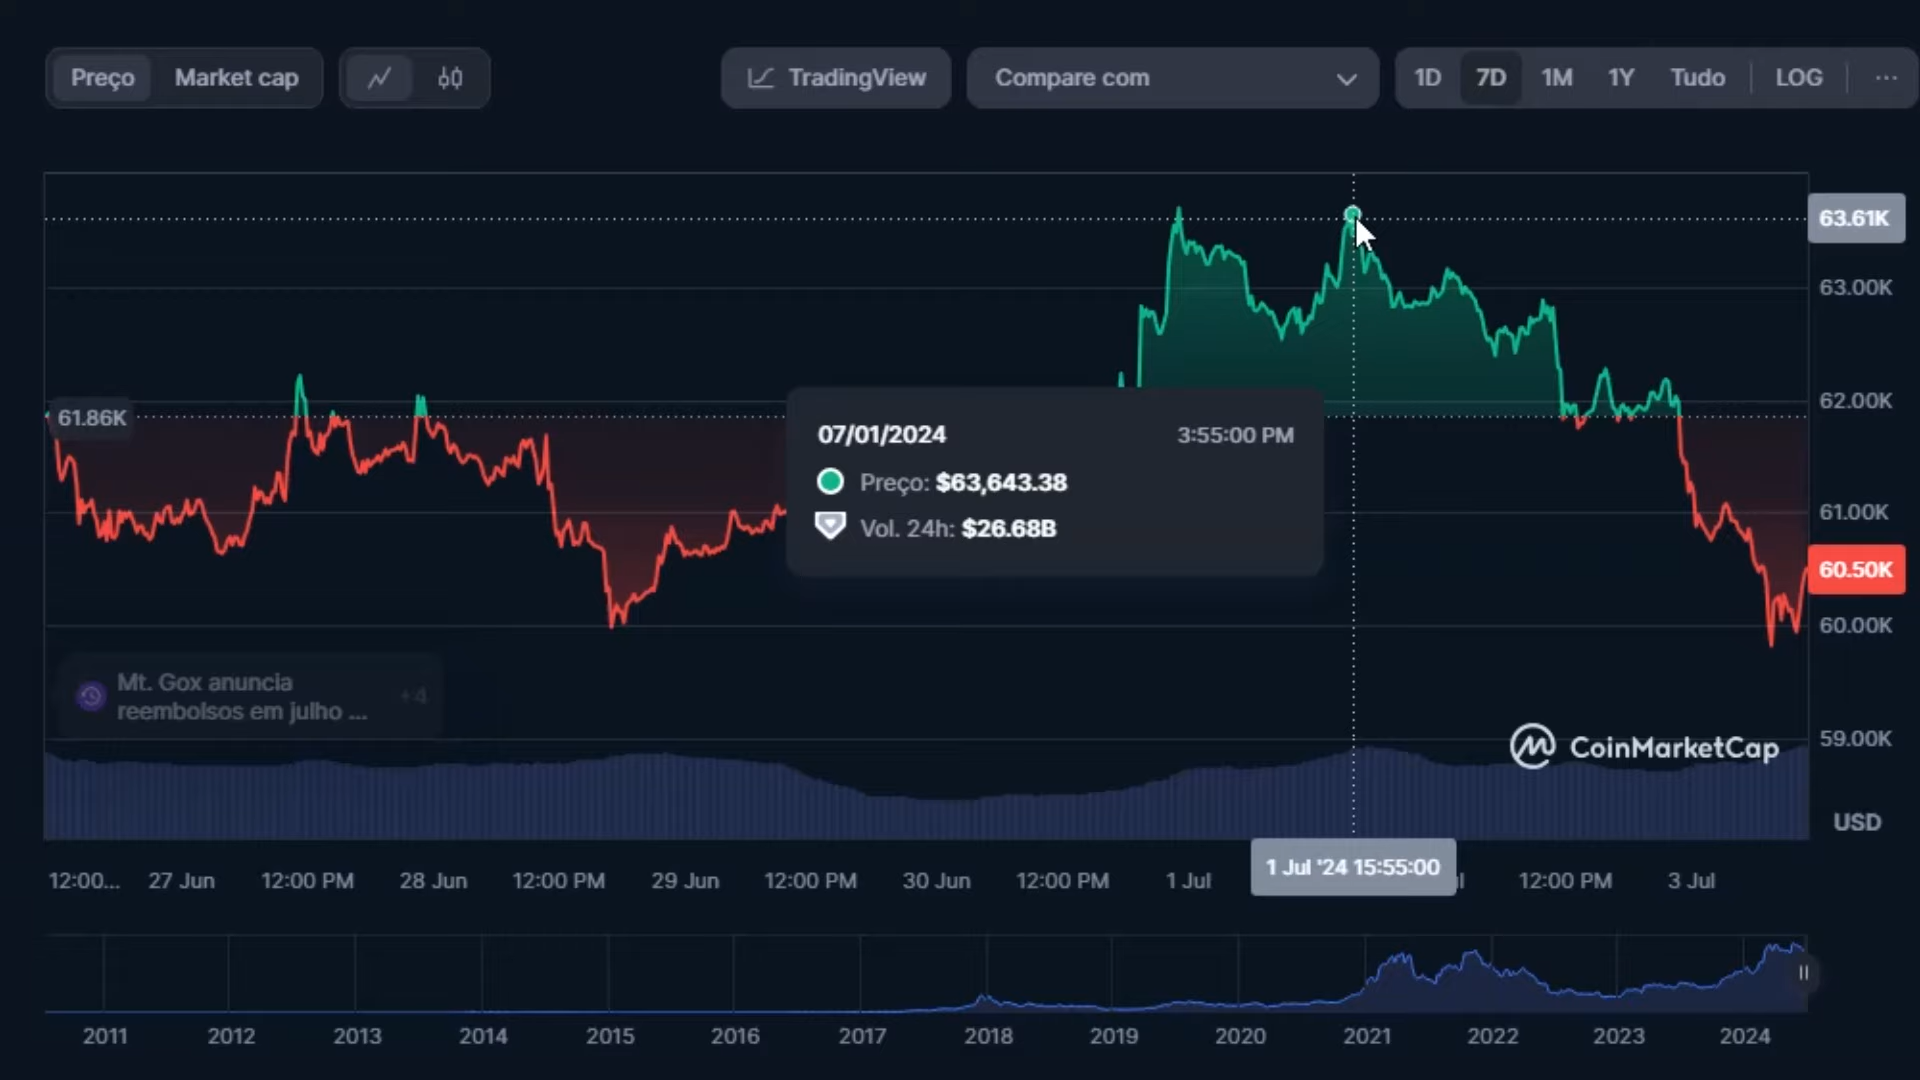 Preço Market cap TradingView Compare com 1D 7D 1M 1Y Tudo LOG
63.61K
63.00K
62.00K
61.86K
07/01/2024 3:55:00 PM
Preço: $63,643.38
Vol. 24h: $26.68B
61.00K
60.50K
60.00K
Mt. Gox anuncia
reembolsos em julho ... +4
59.00K
CoinMarketCap
USD
12:00... 27 Jun 12:00 PM 28 Jun 12:00 PM 29 Jun 12:00 PM 30 Jun 12:00 PM 1 Jul 1 Jul '24 15:55:00 12:00 PM 3 Jul
2011 2012 2013 2014 2015 2016 2017 2018 2019 2020 2021 2022 2023 2024